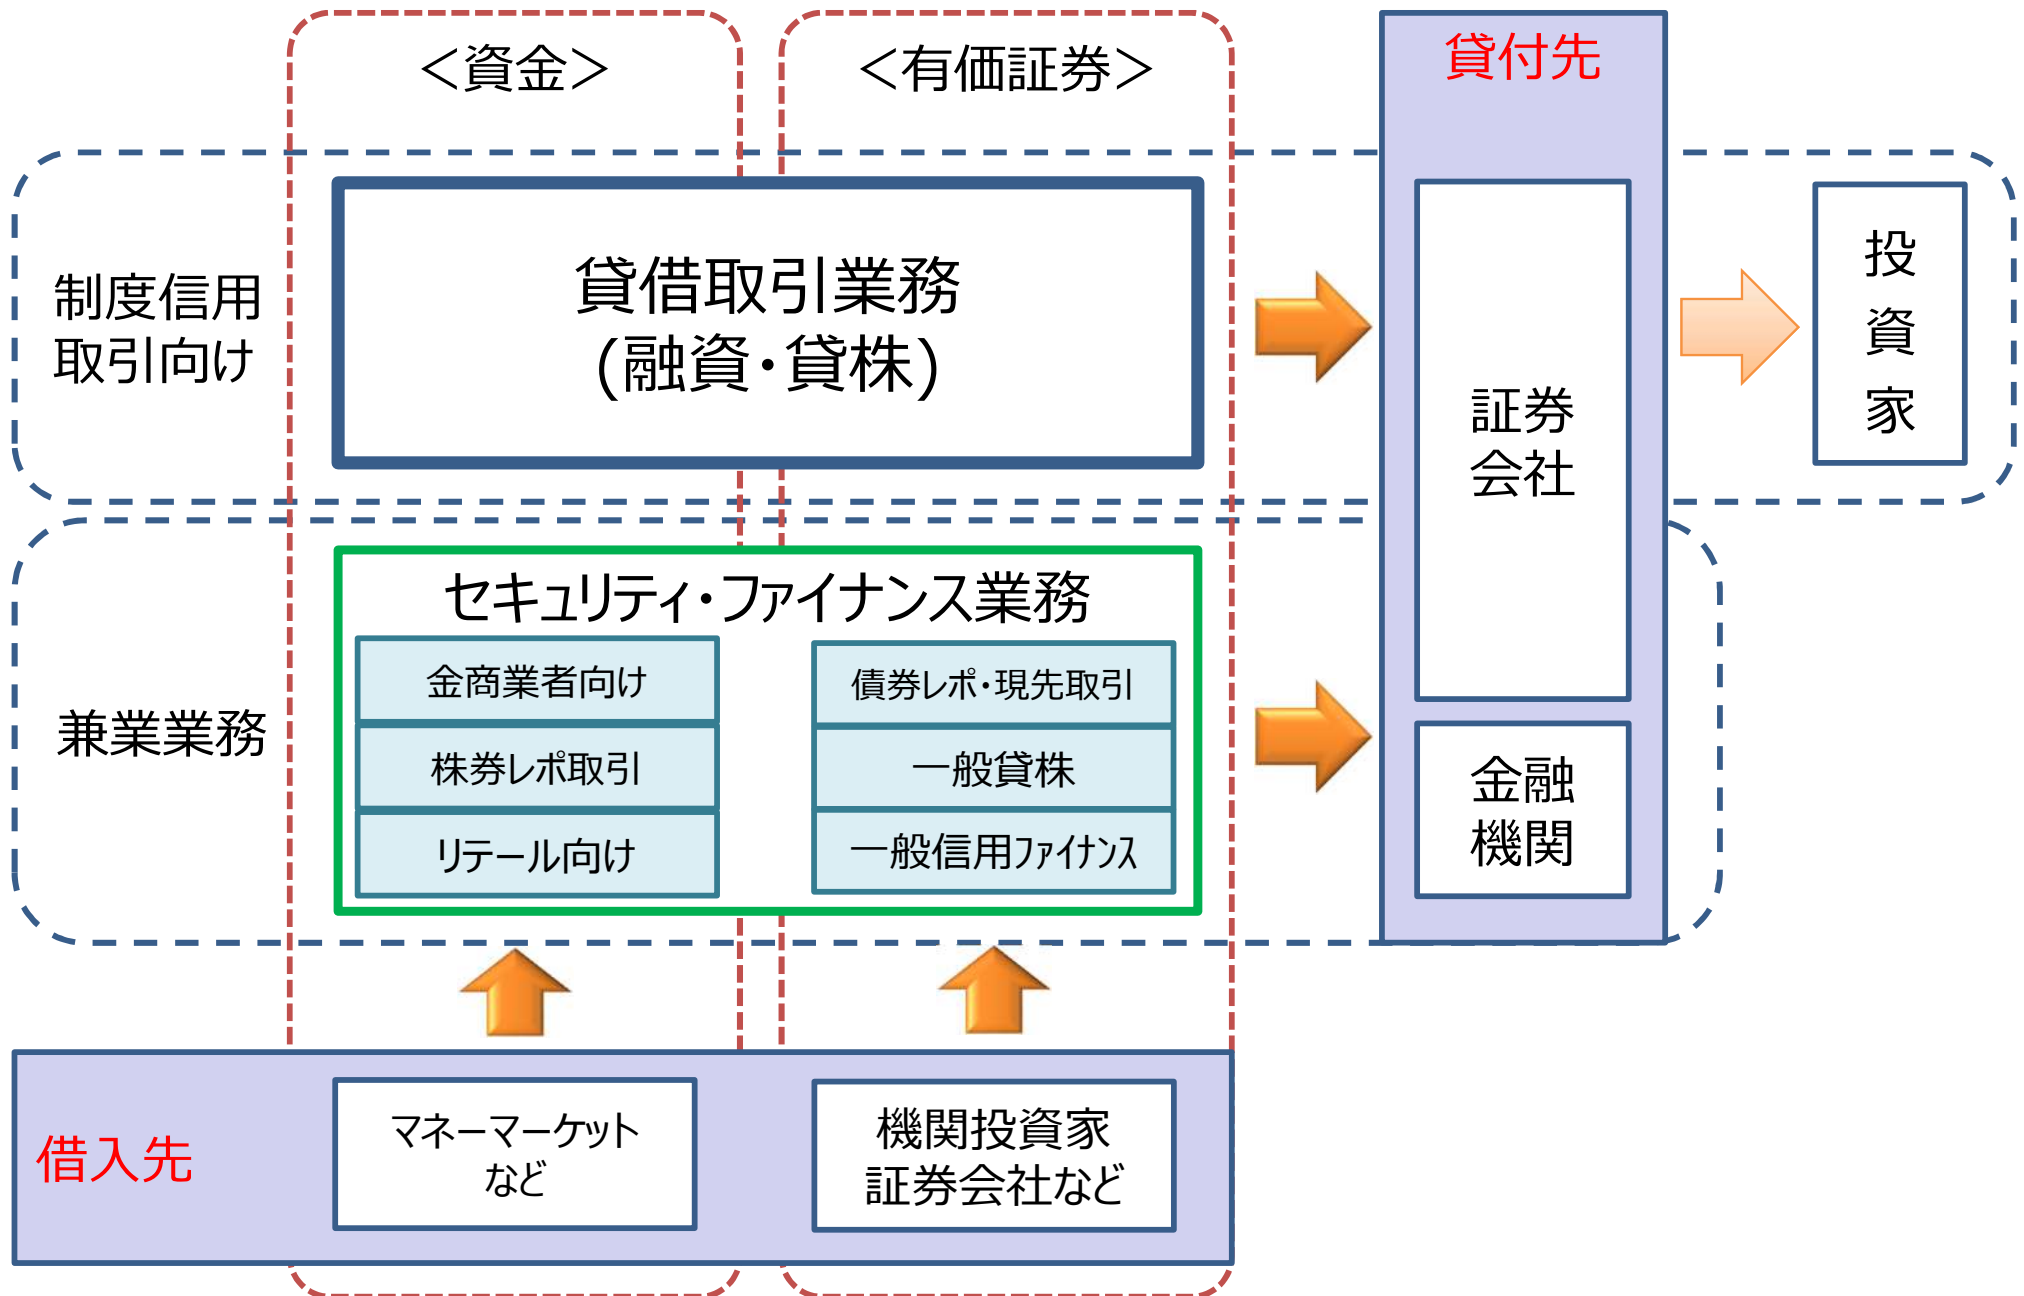 ＜資金＞
＜有価証券＞
貸付先
制度信用
取引向け
貸借取引業務
(融資・貸株)
証券
会社
投
資
家
兼業業務
セキュリティ・ファイナンス業務
金商業者向け
株券レポ取引
リテール向け
債券レポ・現先取引
一般貸株
一般信用ファイナンス
金融
機関
借入先
マネーマーケット
など
機関投資家
証券会社など